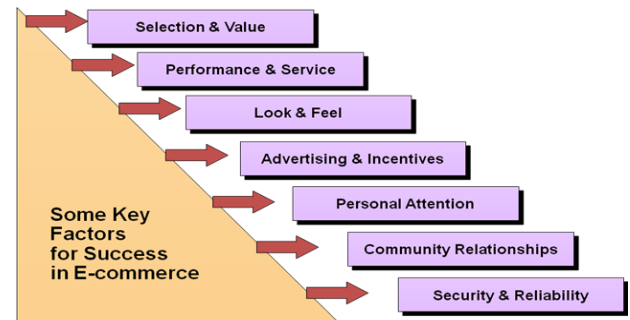 Selection & Value
Performance & Service
Look & Feel
Advertising & Incentives
Personal Attention
Community Relationships
Security & Reliability
Some Key
Factors
for Success
in E-commerce